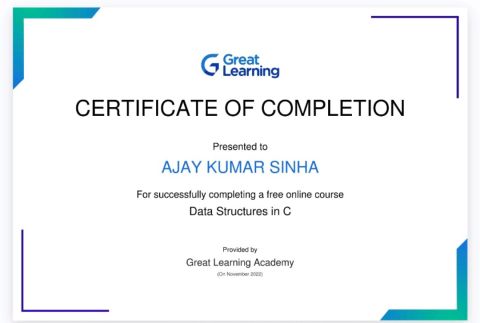 Great
Learning
CERTIFICATE OF COMPLETION
Presented to
AJAY KUMAR SINHA
For successfully completing a free online course
Data Structures in C
Provided by
Great Learning Academy
(On November 2022)